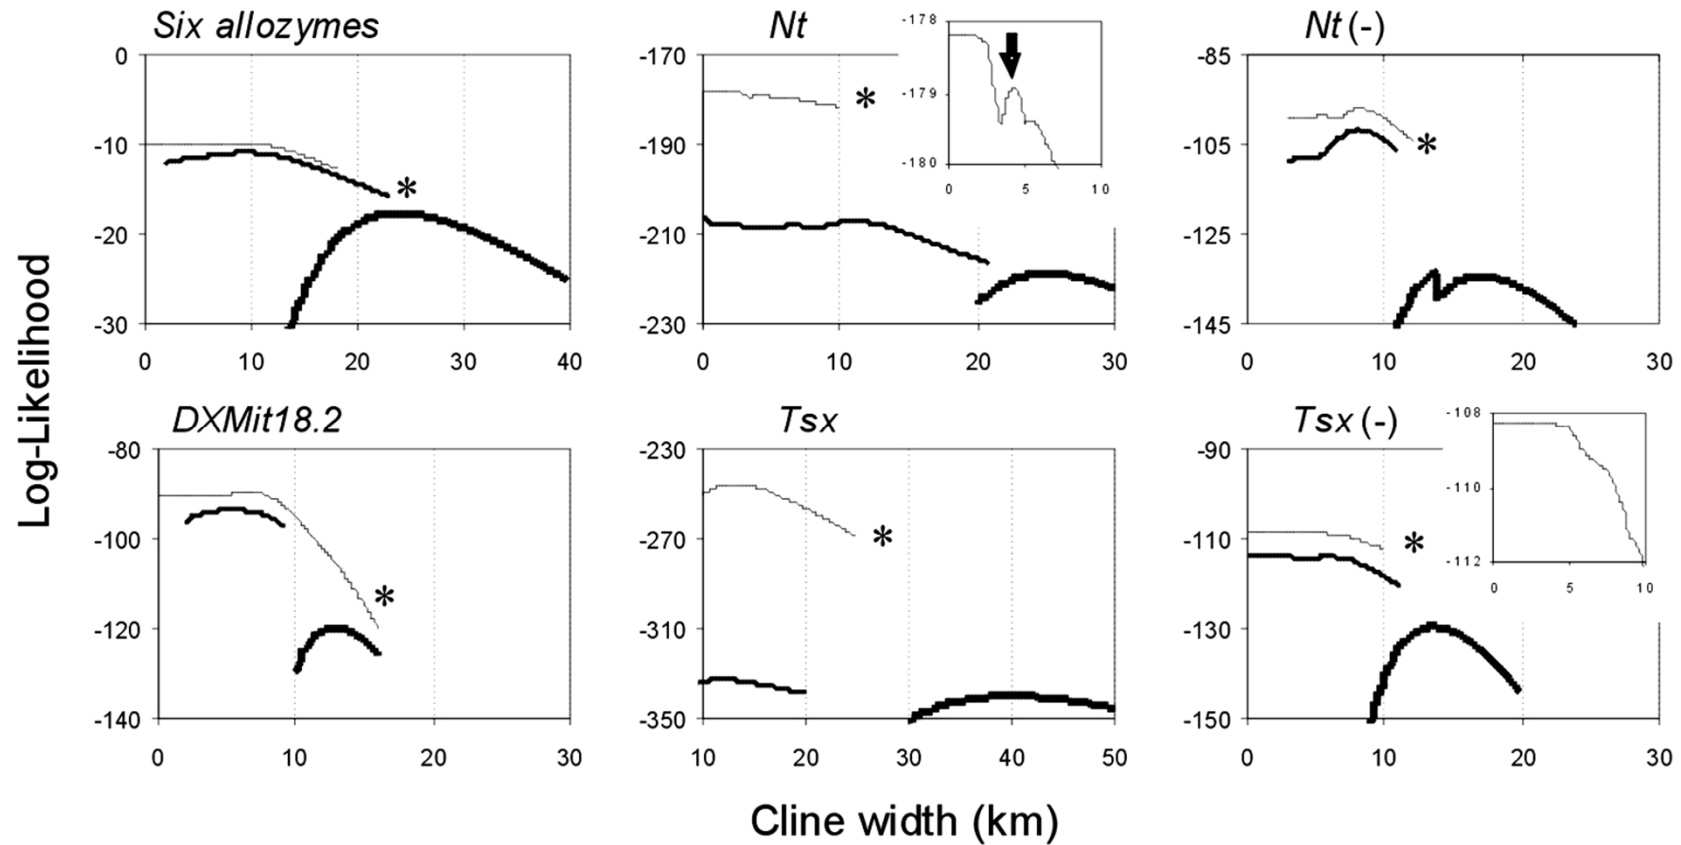 Six allozymes
Nt
Nt (-)
-178
-179
-180
0 5 10
0
-10
-20
-30
0 10 20 30 40
-170
-190
-210
-230
0 10 20 30
*
*
*
-85
-105
-125
-145
0 10 20 30
DXMit18.2
Tsx
Tsx (-)
-108
-110
-112
0 5 10
-80
-100
-120
-140
0 10 20 30
-230
-270
-310
-350
10 20 30 40 50
*
*
*
-90
-110
-130
-150
0 10 20 30
Log-Likelihood
Cline width (km)